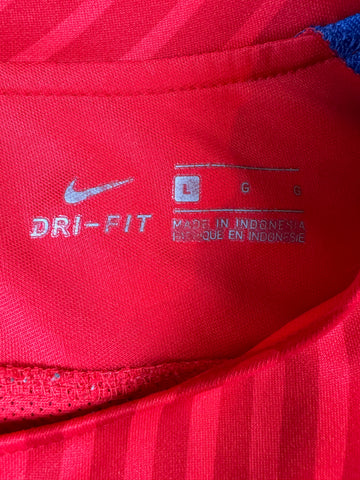 L G G
DRI-FIT
MADE IN INDONESIA
FABRIQUE EN INDONESIE